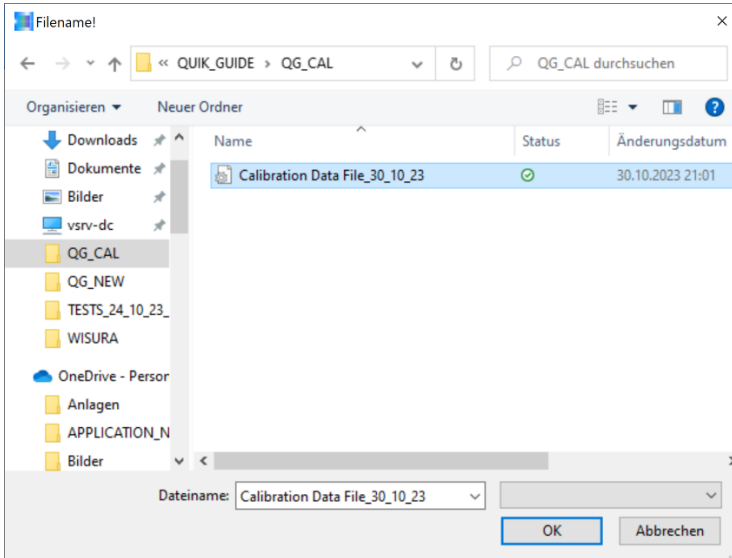 Filename!
« QUIK_GUIDE › QG_CAL
QG_CAL durchsuchen
Organisieren
Neuer Ordner
Downloads
Dokumente
Bilder
vsrv-dc
QG_CAL
QG_NEW
TESTS_24_10_23_
WISURA
OneDrive - Person
Anlagen
APPLICATION_N
Bilder
Name Status Änderungsdatum
Calibration Data File_30_10_23 30.10.2023 21:01
Dateiname: Calibration Data File_30_10_23
OK Abbrechen